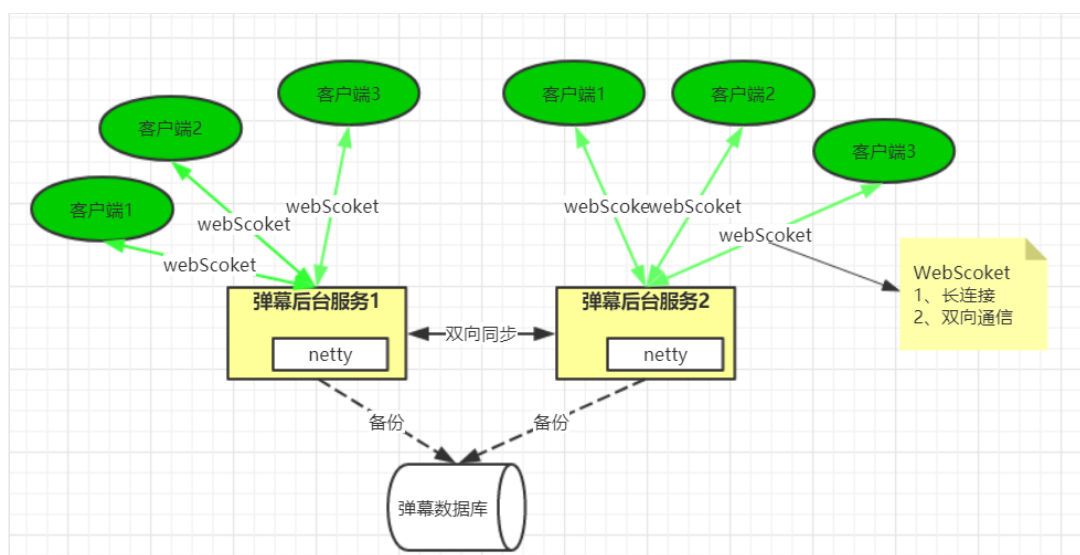 客户端3
客户端1
客户端2
客户端2
客户端3
客户端1
webScoket
webScoke
webScoket
webScoket
webScoket
webScoket
WebScoket
1、长连接
2、双向通信
弹幕后台服务1
弹幕后台服务2
双向同步
netty
netty
备份
备份
弹幕数据库